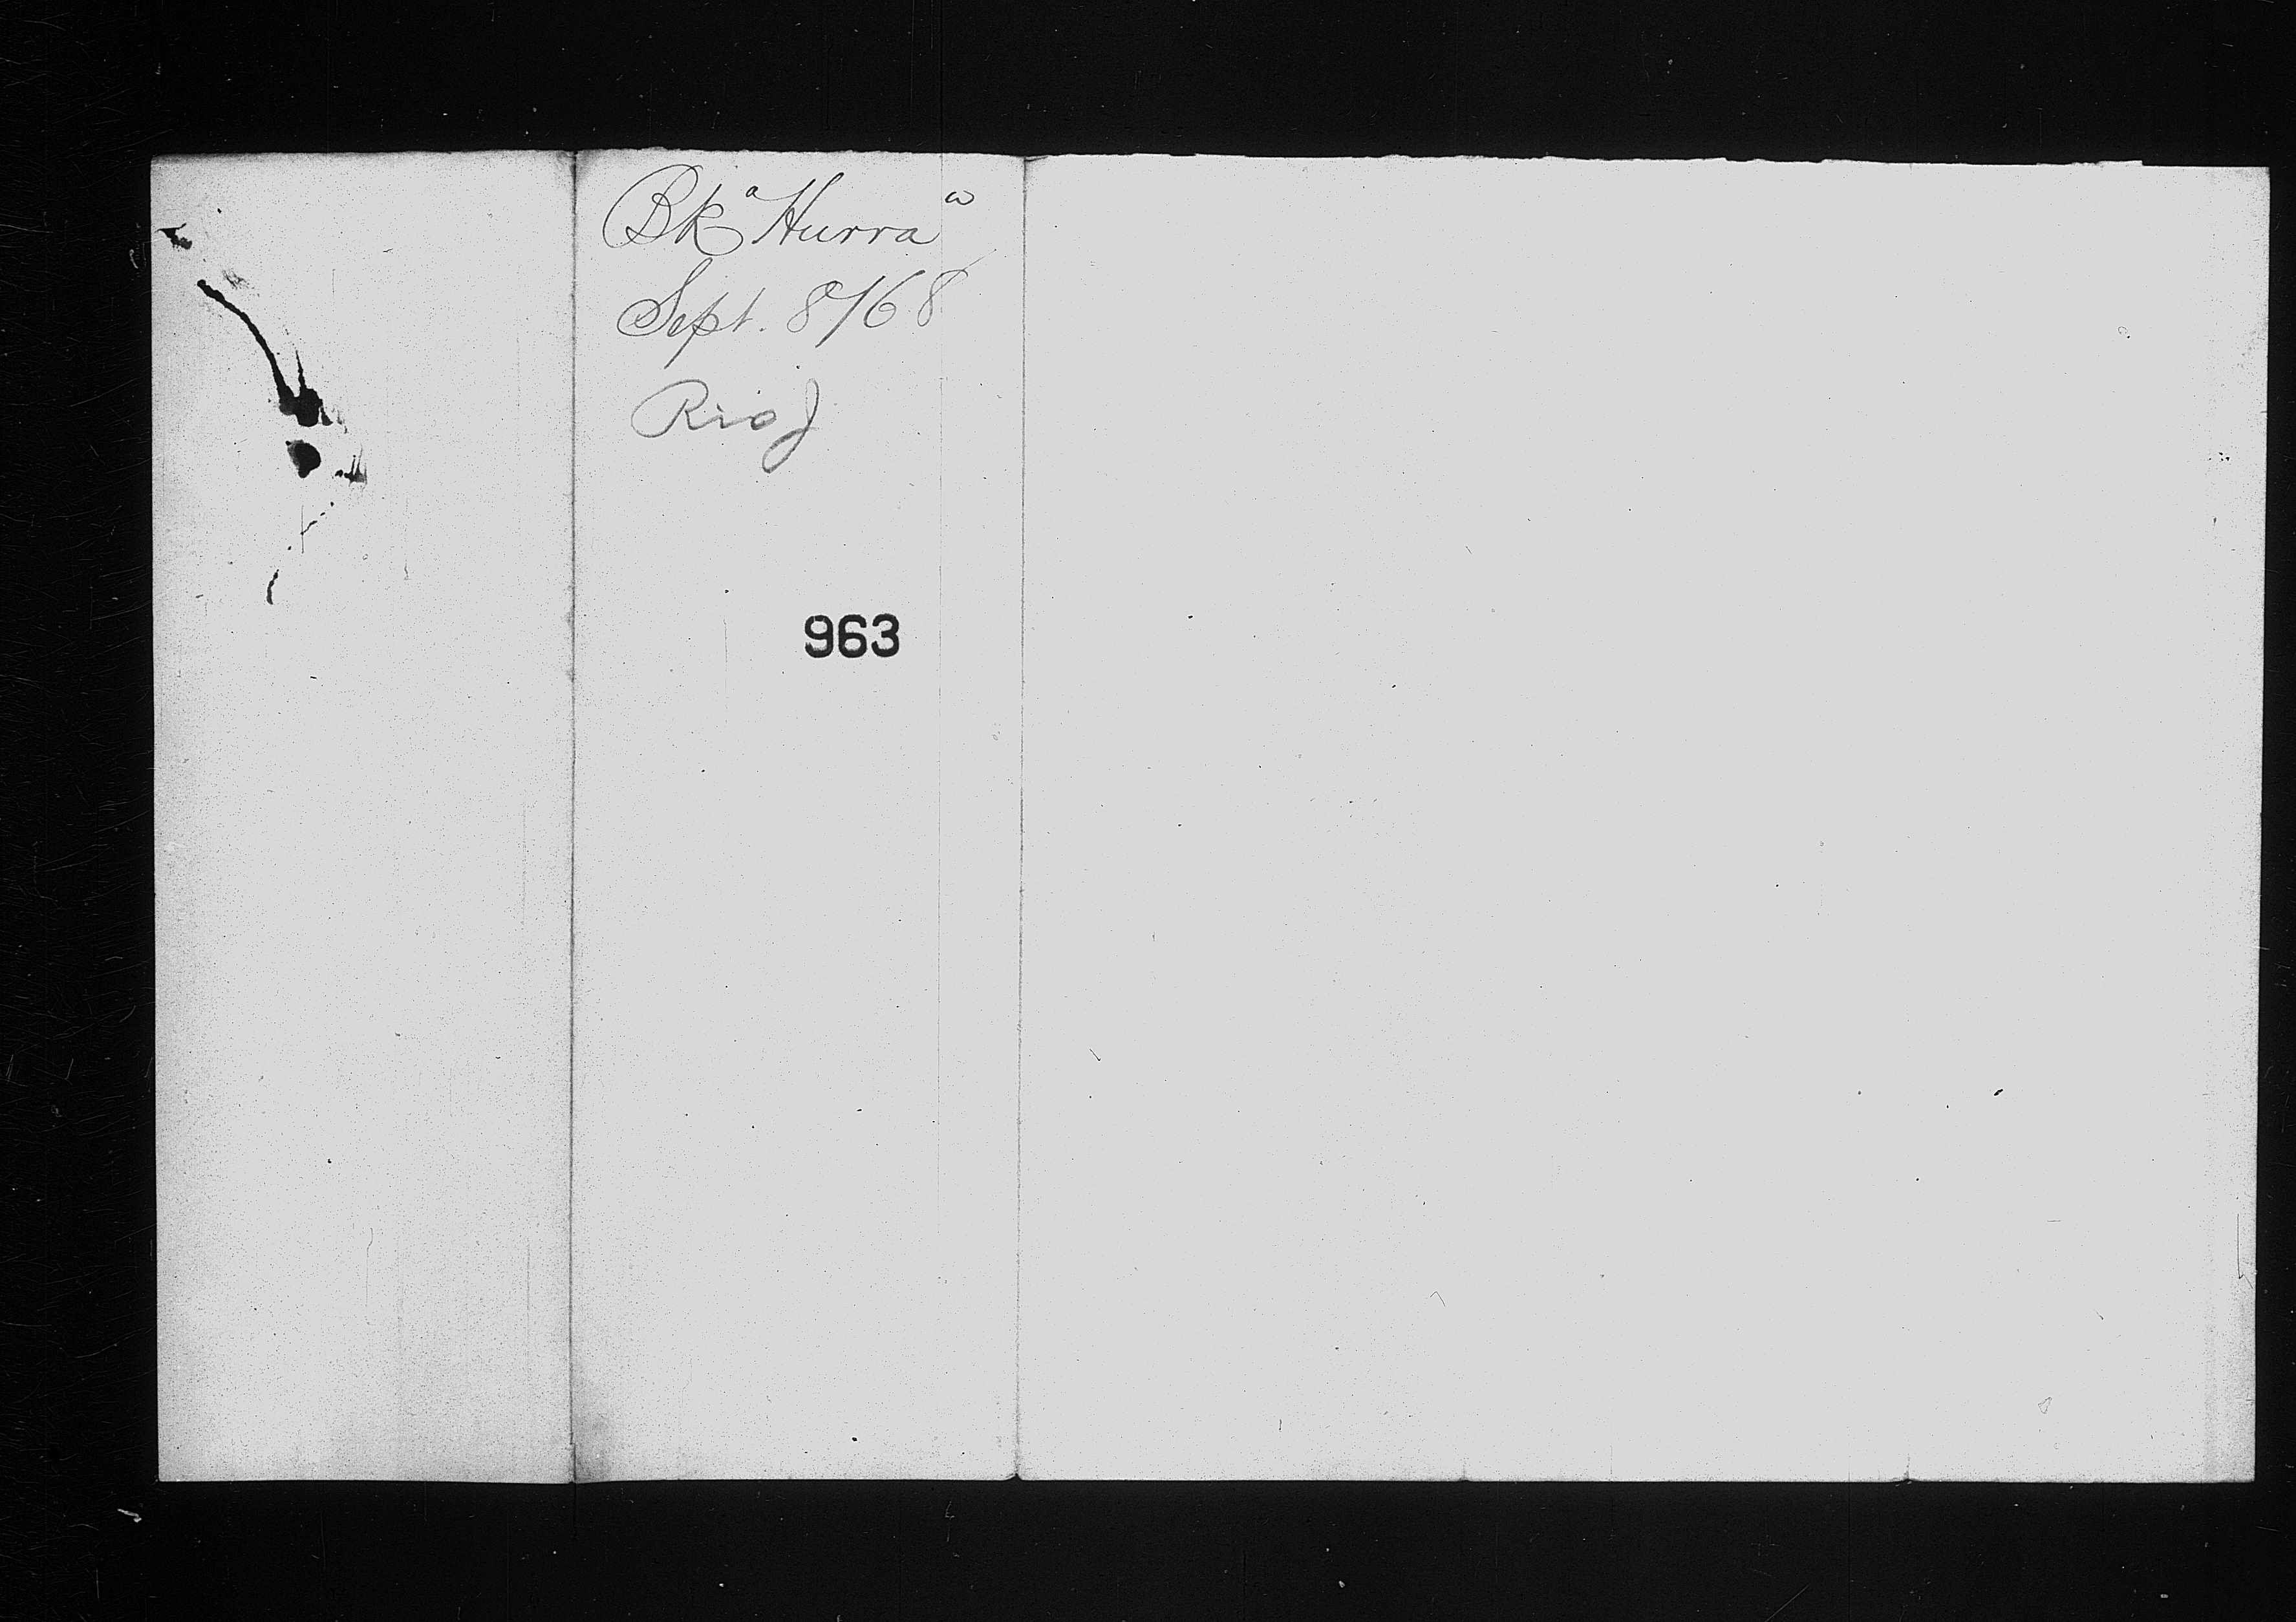 Bk "Hurra"
Sept. 8/68
Rio J
963